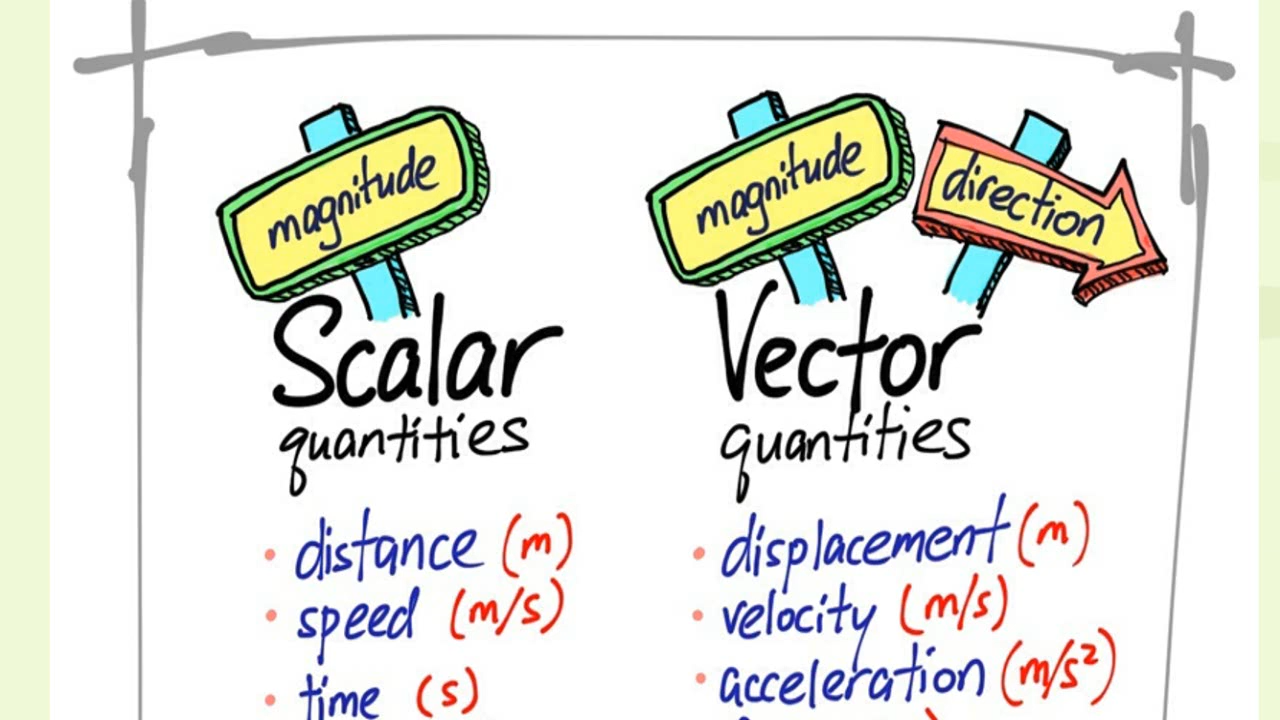 magnitude
Scalar
quantities
• distance (m)
• speed (m/s)
• time (s)
magnitude
direction
Vector
quantities
• displacement (m)
• velocity (m/s)
• acceleration (m/s²)